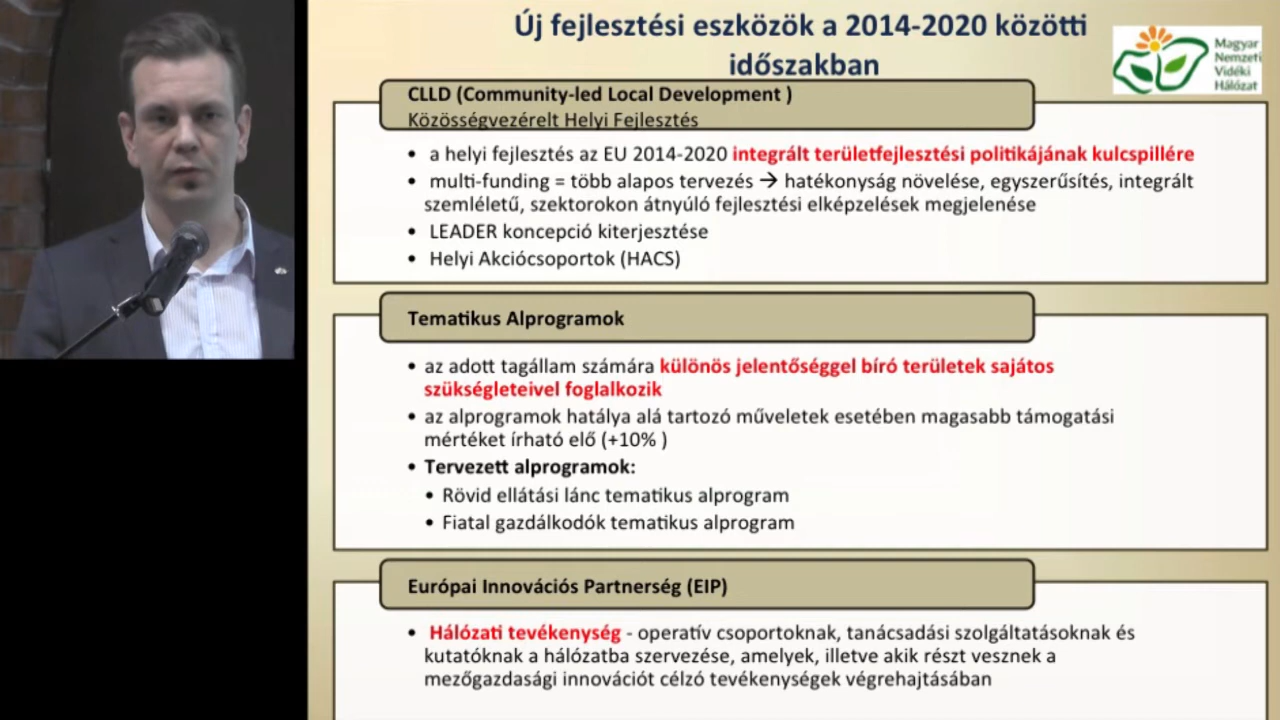 Új fejlesztési eszközök a 2014-2020 közötti
időszakban
Magyar
Nemzeti
Vidéki
Hálózat
CLLD (Community-led Local Development )
Közösségvezérelt Helyi Fejlesztés
• a helyi fejlesztés az EU 2014-2020 integrált területfejlesztési politikájának kulcspillére
• multi-funding = több alapos tervezés → hatékonyság növelése, egyszerűsítés, integrált
szemléletű, szektorokon átnyúló fejlesztési elképzelések megjelenése
• LEADER koncepció kiterjesztése
• Helyi Akciócsoportok (HACS)
Tematikus Alprogramok
• az adott tagállam számára különös jelentőséggel bíró területek sajátos
szükségleteivel foglalkozik
• az alprogramok hatálya alá tartozó műveletek esetében magasabb támogatási
mértéket írható elő (+10% )
• Tervezett alprogramok:
• Rövid ellátási lánc tematikus alprogram
• Fiatal gazdálkodók tematikus alprogram
Európai Innovációs Partnerség (EIP)
• Hálózati tevékenység - operatív csoportoknak, tanácsadási szolgáltatásoknak és
kutatóknak a hálózatba szervezése, amelyek, illetve akik részt vesznek a
mezőgazdasági innovációt célzó tevékenységek végrehajtásában